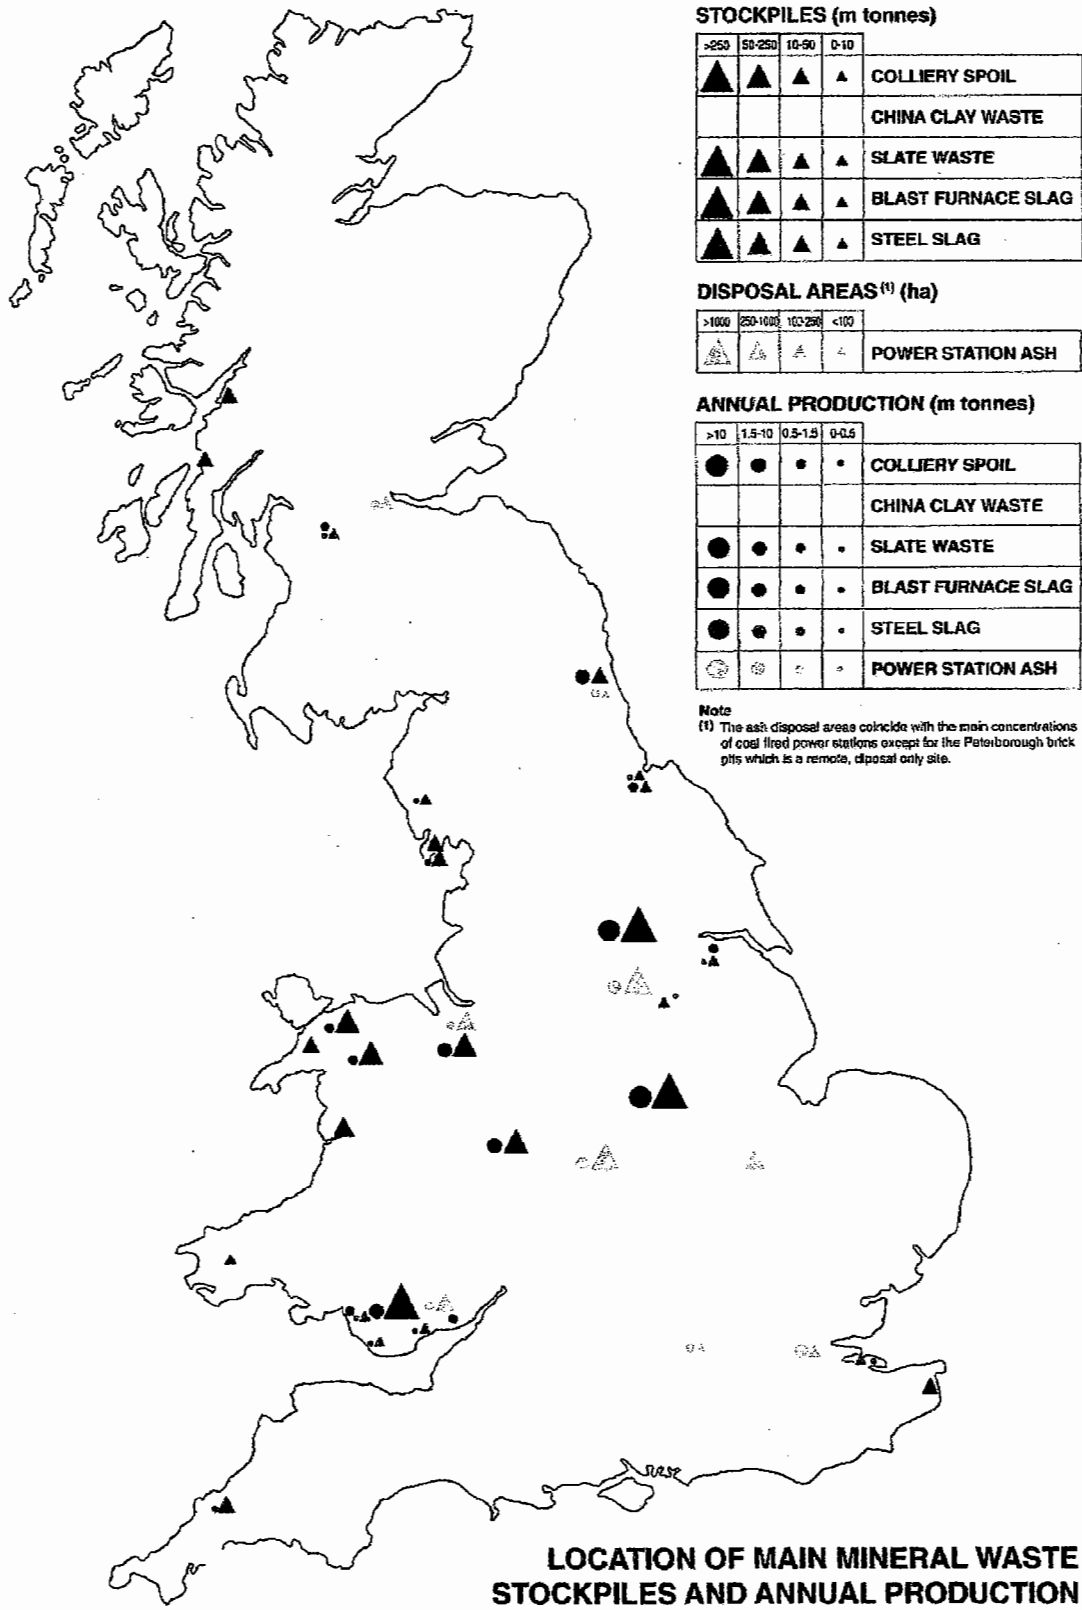 STOCKPILES (m tonnes)
>250 50-250 10-50 0-10
COLLIERY SPOIL
CHINA CLAY WASTE
SLATE WASTE
BLAST FURNACE SLAG
STEEL SLAG
DISPOSAL AREAS (1) (ha)
>1000 250-1000 100-250 <100
POWER STATION ASH
ANNUAL PRODUCTION (m tonnes)
>10 1.5-10 0.5-1.5 0-0.5
COLLIERY SPOIL
CHINA CLAY WASTE
SLATE WASTE
BLAST FURNACE SLAG
STEEL SLAG
POWER STATION ASH
Note
(1) The ash disposal areas coincide with the main concentrations
of coal fired power stations except for the Peterborough brick
pits which is a remote, diposal only site.
LOCATION OF MAIN MINERAL WASTE
STOCKPILES AND ANNUAL PRODUCTION